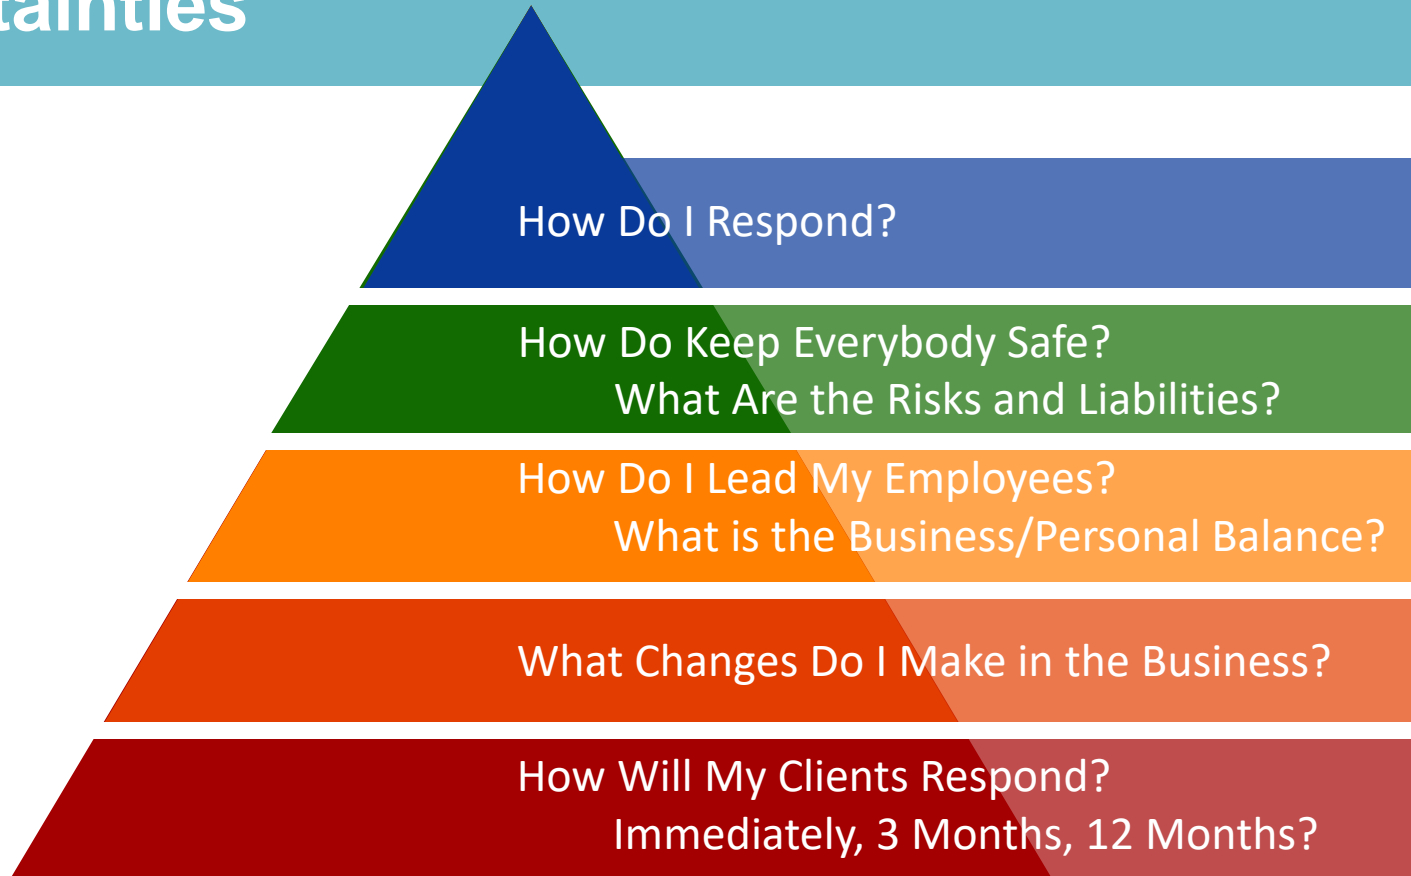 tainties
How Do I Respond?
How Do Keep Everybody Safe?
What Are the Risks and Liabilities?
How Do I Lead My Employees?
What is the Business/Personal Balance?
What Changes Do I Make in the Business?
How Will My Clients Respond?
Immediately, 3 Months, 12 Months?